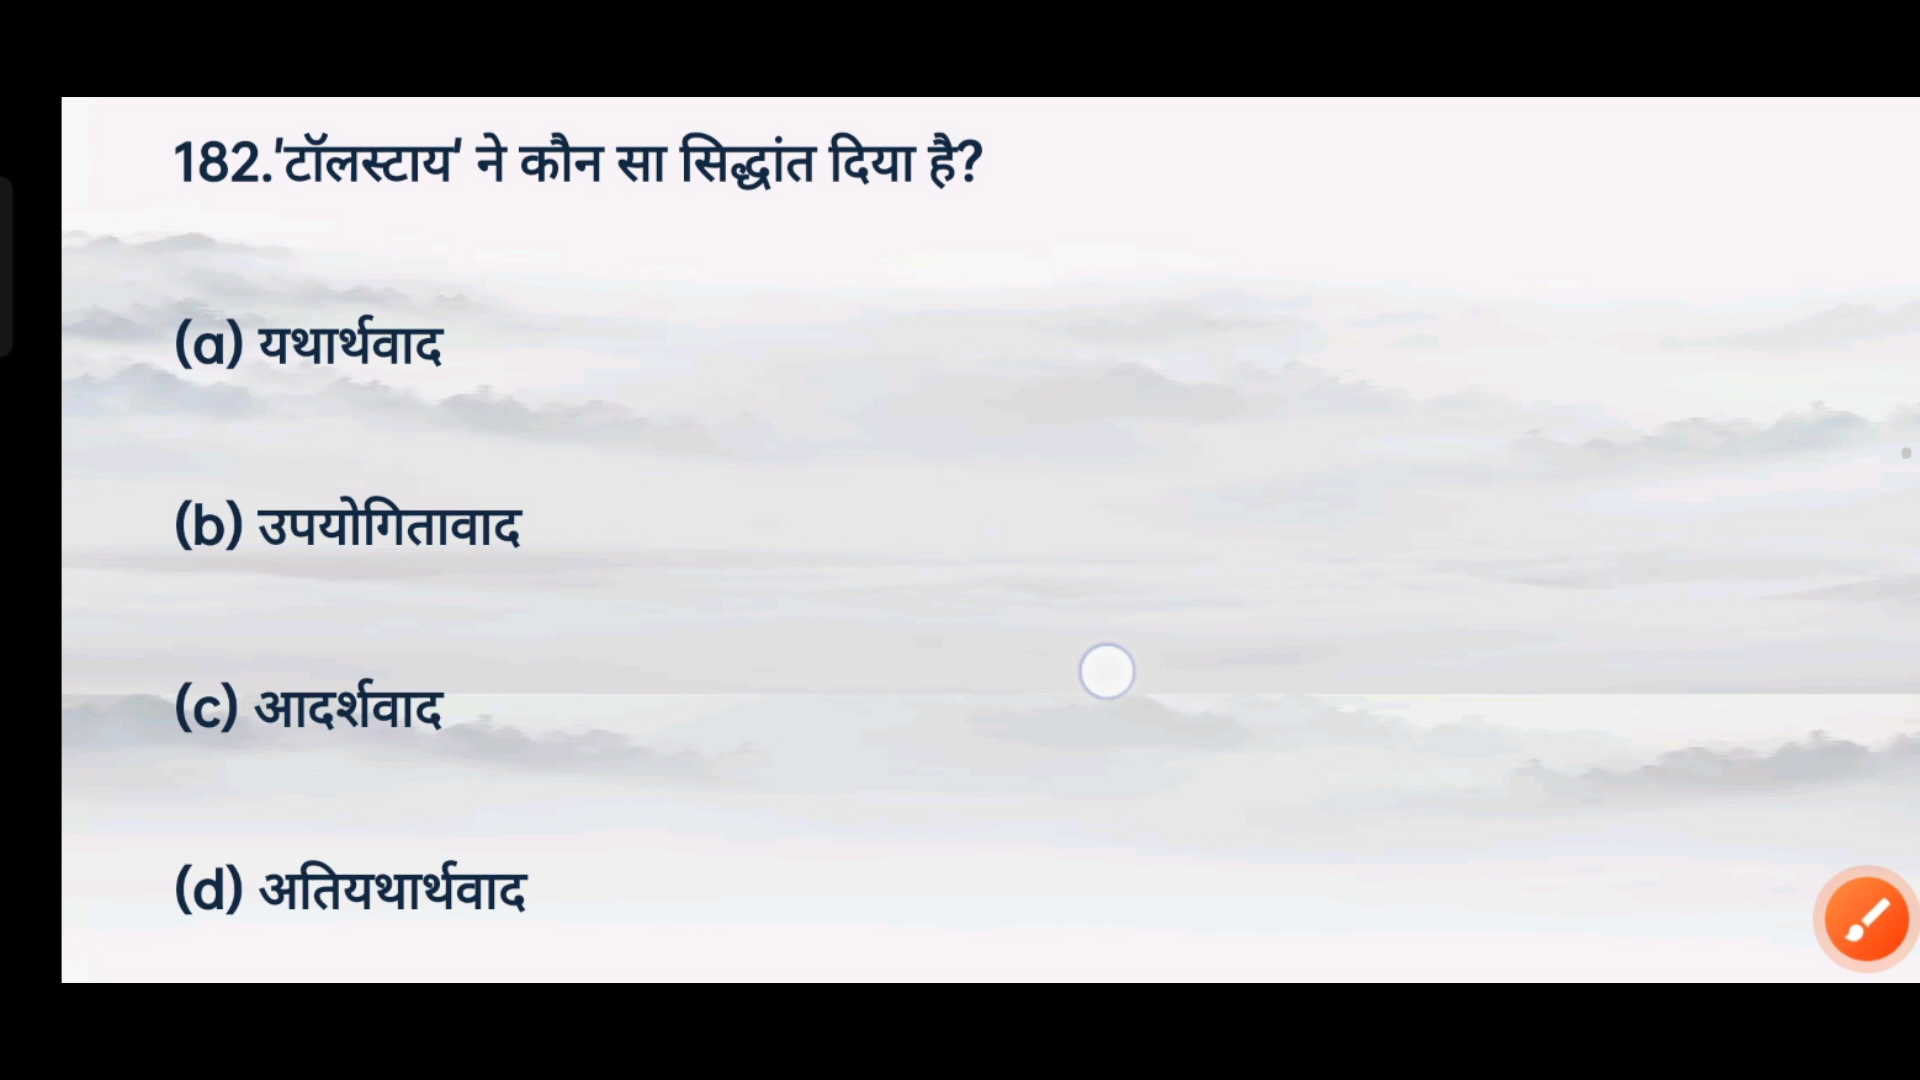 182.'टॉलस्टाय' ने कौन सा सिद्धांत दिया है?
(a) यथार्थवाद
(b) उपयोगितावाद
(c) आदर्शवाद
(d) अतियथार्थवाद